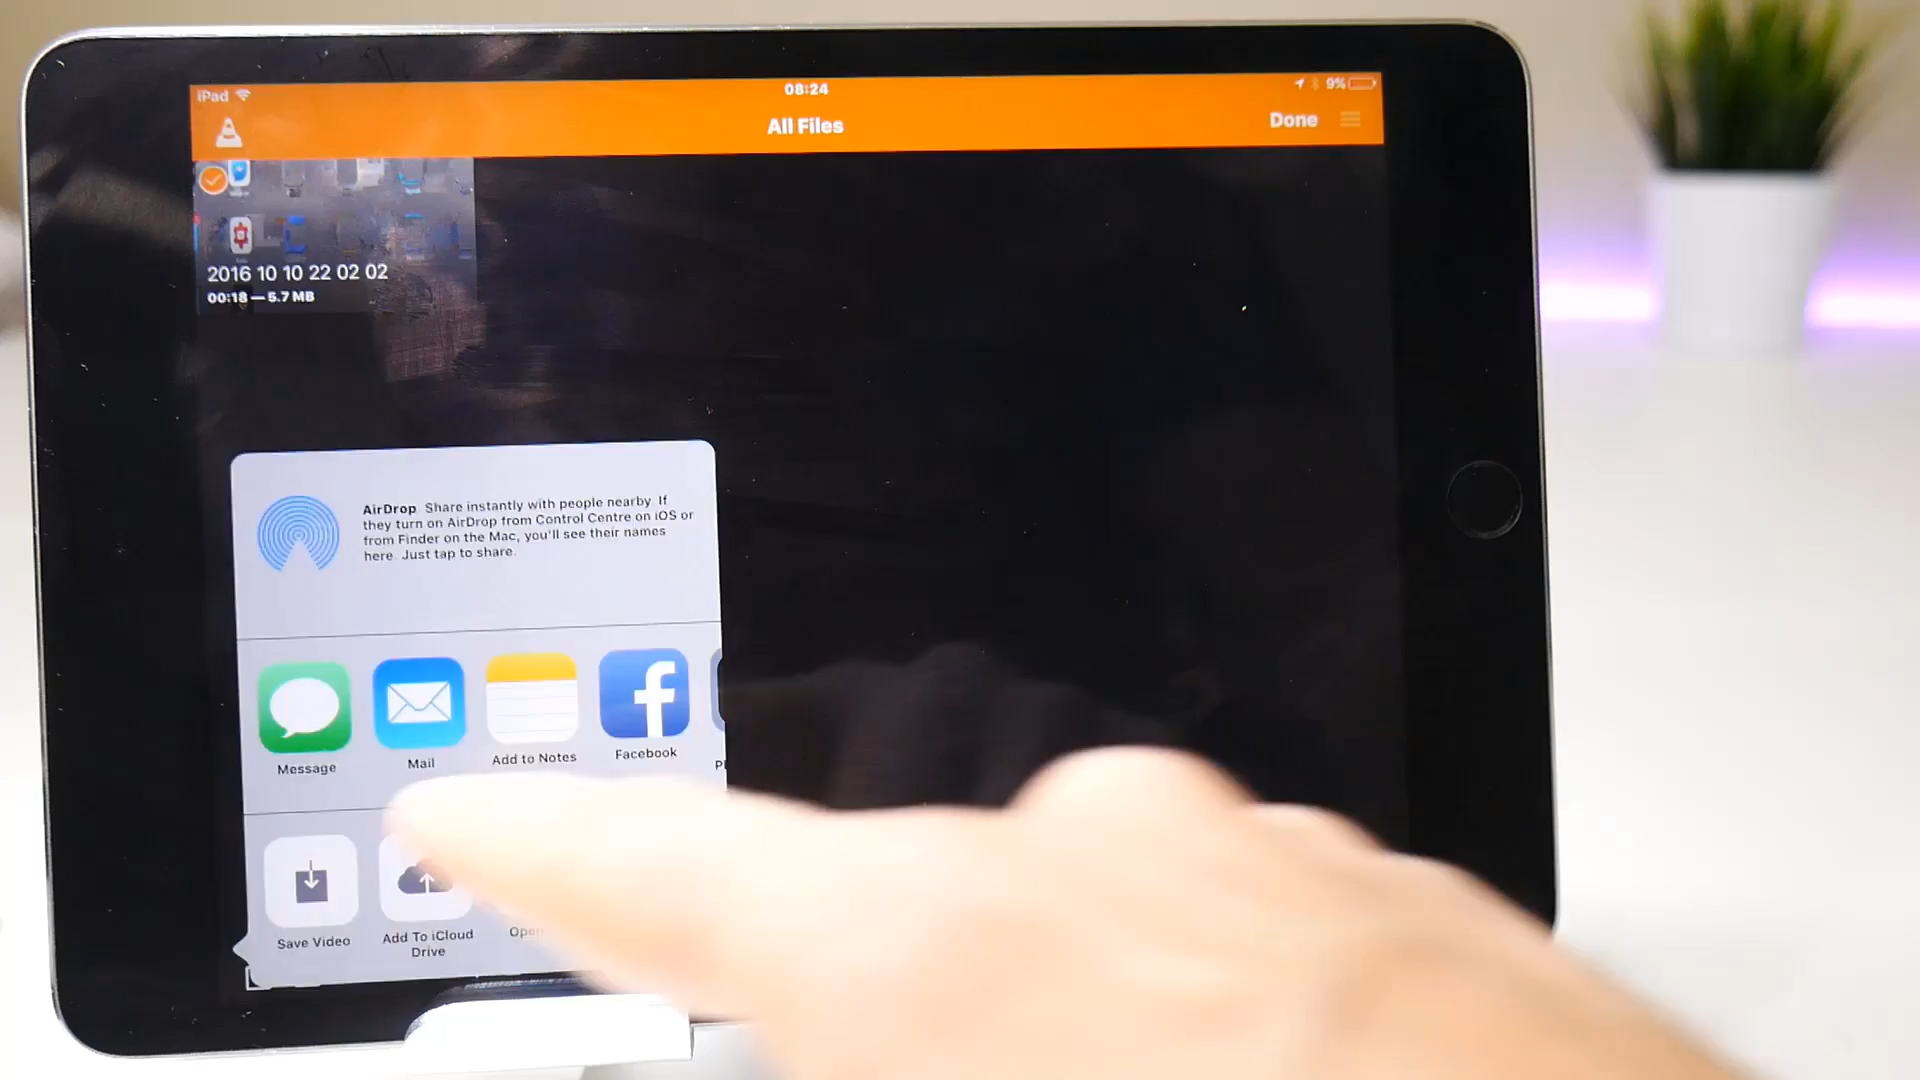 iPad
08:24
9%
All Files
Done
2016 10 10 22 02 02
00:18 — 5.7 MB
AirDrop Share instantly with people nearby. If
they turn on AirDrop from Control Centre on iOS or
from Finder on the Mac, you'll see their names
here. Just tap to share.
Message
Mail
Add to Notes
Facebook
Save Video
Add To iCloud
Drive